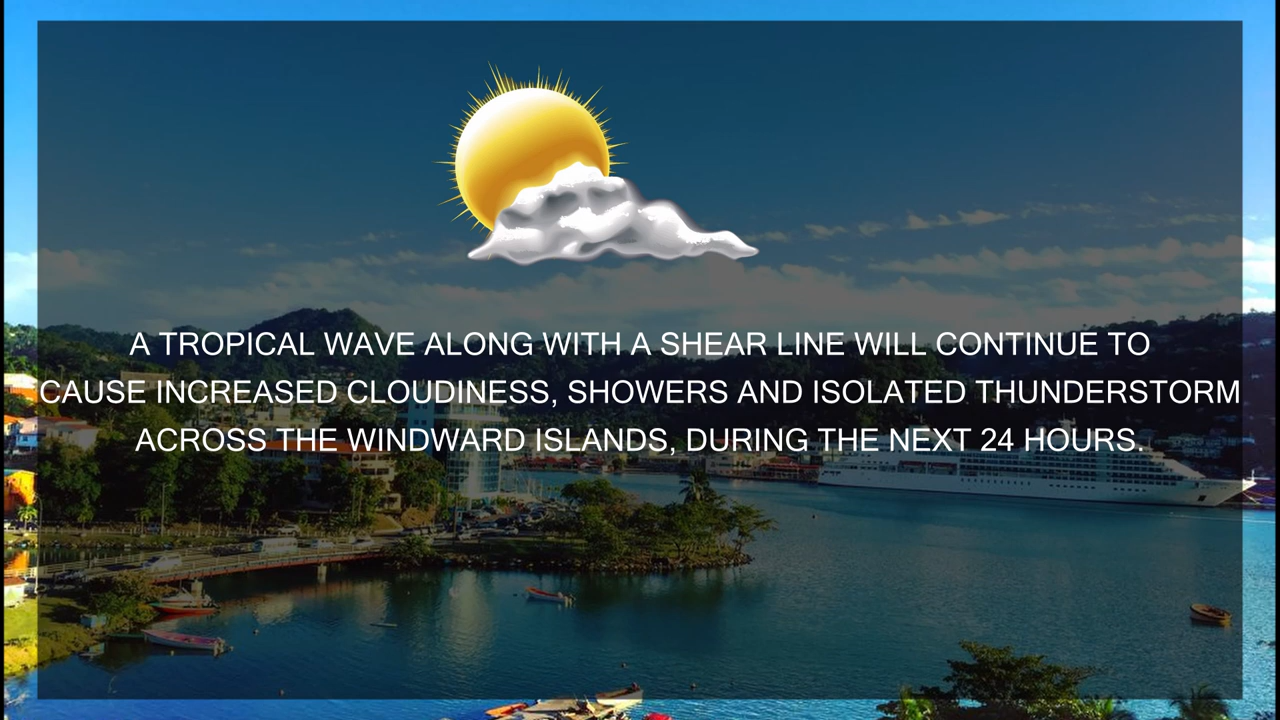 A TROPICAL WAVE ALONG WITH A SHEAR LINE WILL CONTINUE TO
CAUSE INCREASED CLOUDINESS, SHOWERS AND ISOLATED THUNDERSTORM
ACROSS THE WINDWARD ISLANDS, DURING THE NEXT 24 HOURS.